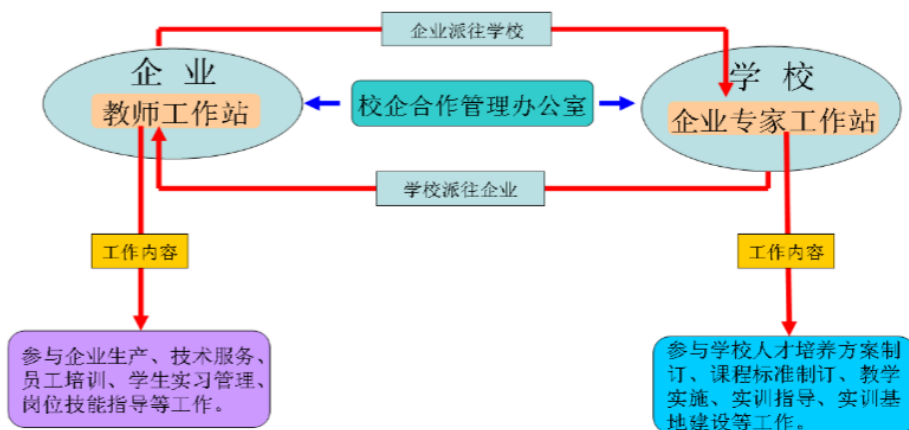 企业派往学校
企 业
教师工作站
校企合作管理办公室
学 校
企业专家工作站
学校派往企业
工作内容
工作内容
参与企业生产、技术服务、
员工培训、学生实习管理、
岗位技能指导等工作。
参与学校人才培养方案制
订、课程标准制订、教学
实施、实训指导、实训基
地建设等工作。